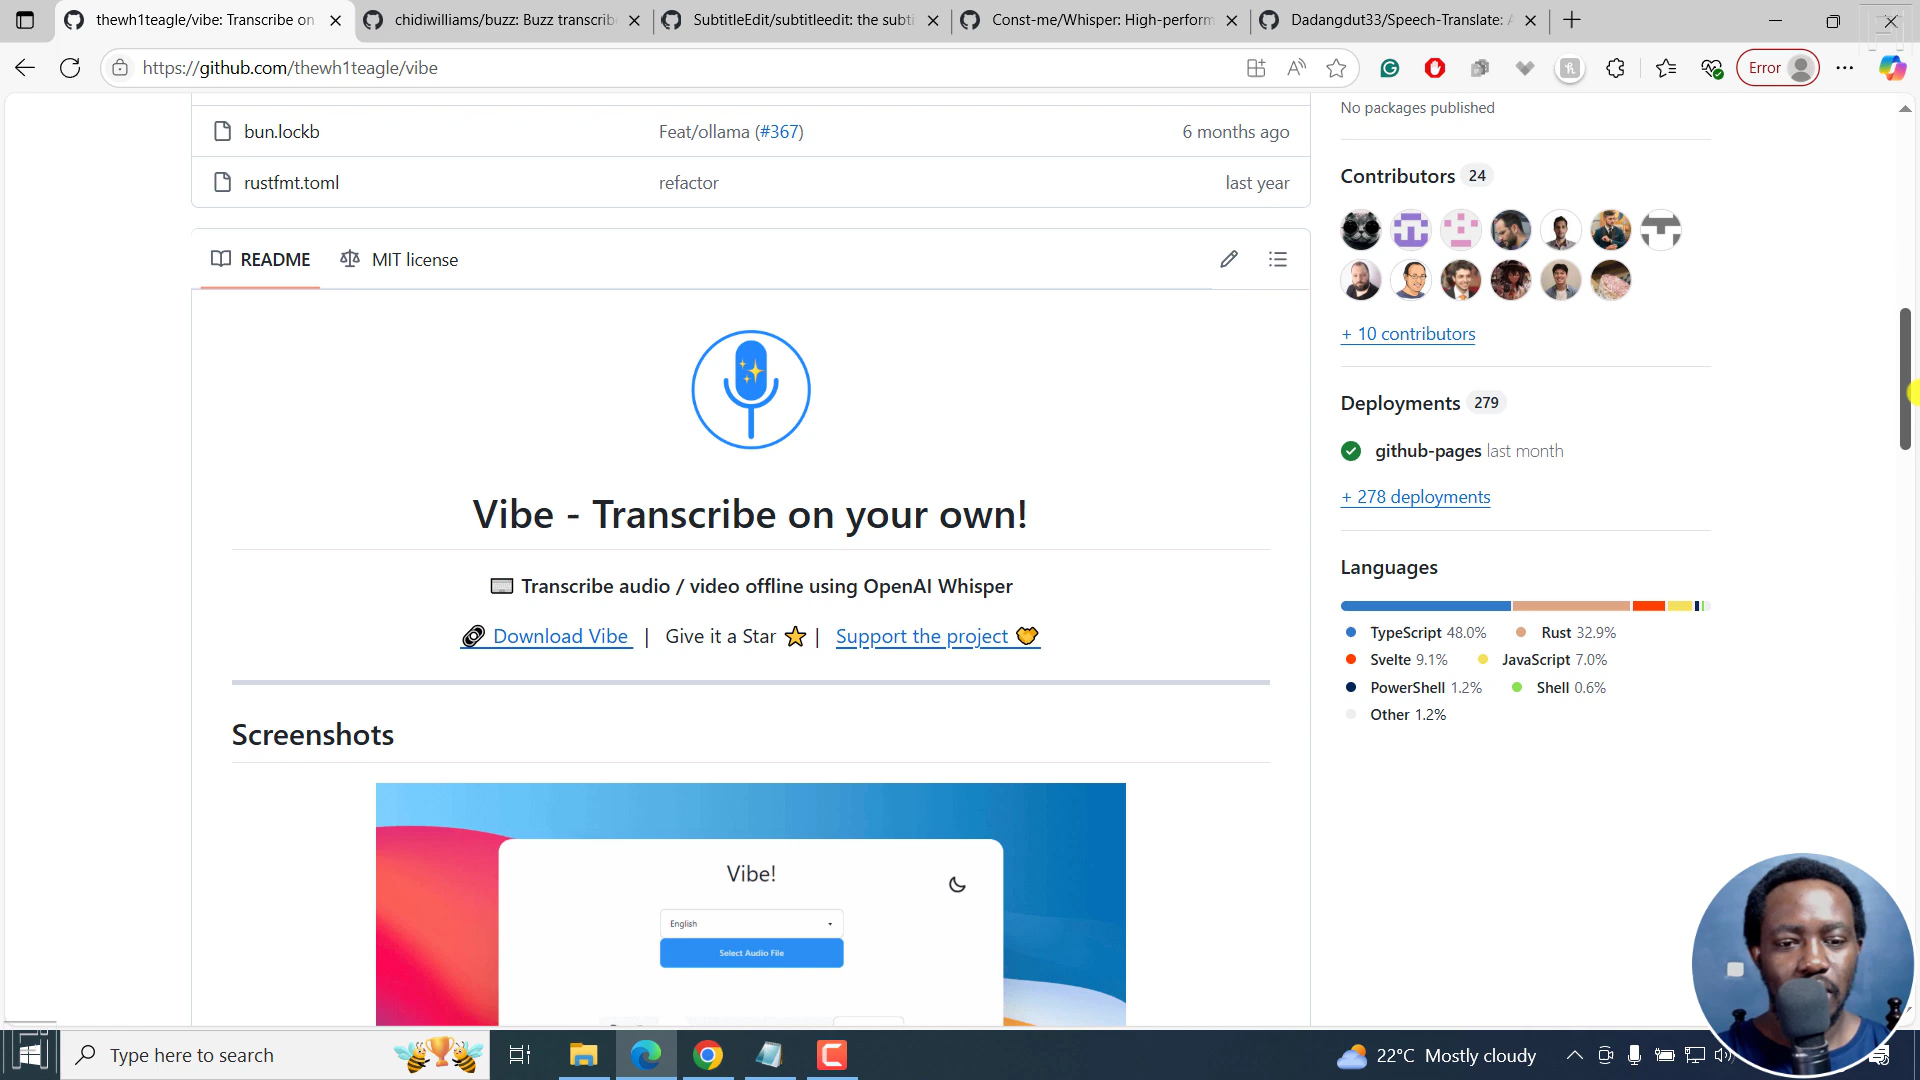 thewh1teagle/vibe: Transcribe on
chidiwilliams/buzz: Buzz transcrib
SubtitleEdit/subtitleedit: the subti
Const-me/Whisper: High-perform
Dadangdut33/Speech-Translate: A
https://github.com/thewh1teagle/vibe
Error
No packages published
bun.lockb
Feat/ollama (#367)
6 months ago
rustfmt.toml
refactor
last year
Contributors 24
README
MIT license
+ 10 contributors
Deployments 279
github-pages last month
+ 278 deployments
Vibe - Transcribe on your own!
Transcribe audio / video offline using OpenAI Whisper
Download Vibe | Give it a Star | Support the project
Languages
TypeScript 48.0%
Rust 32.9%
Svelte 9.1%
JavaScript 7.0%
PowerShell 1.2%
Shell 0.6%
Other 1.2%
Screenshots
Vibe!
English
Select Audio File
Type here to search
22°C Mostly cloudy